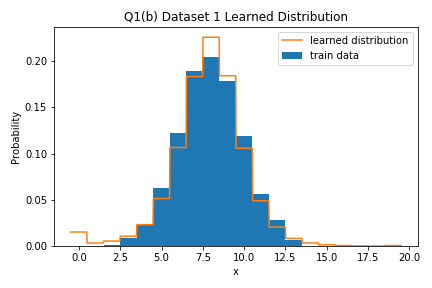 Q1(b) Dataset 1 Learned Distribution
learned distribution
train data
Probability
0.20
0.15
0.10
0.05
0.00
0.0 2.5 5.0 7.5 10.0 12.5 15.0 17.5 20.0
x